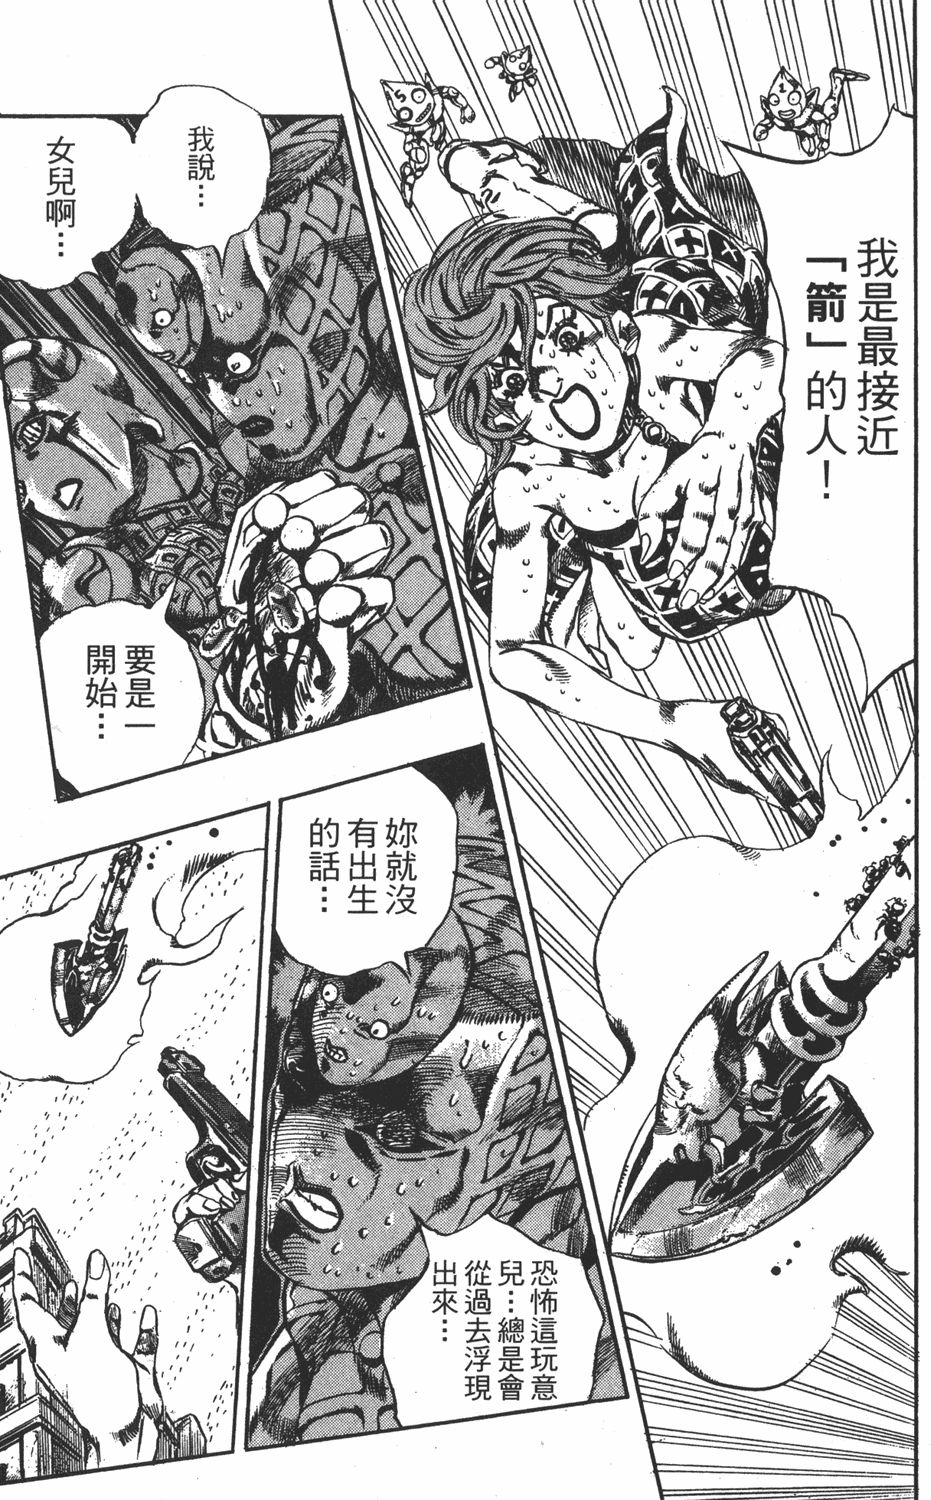 我是最接近
「箭」的人！
我說…
女兒啊…
要是一
開始…
妳就沒
有出生
的話…
恐怖這玩意
兒…總是會
從過去浮現
出來…
5
1